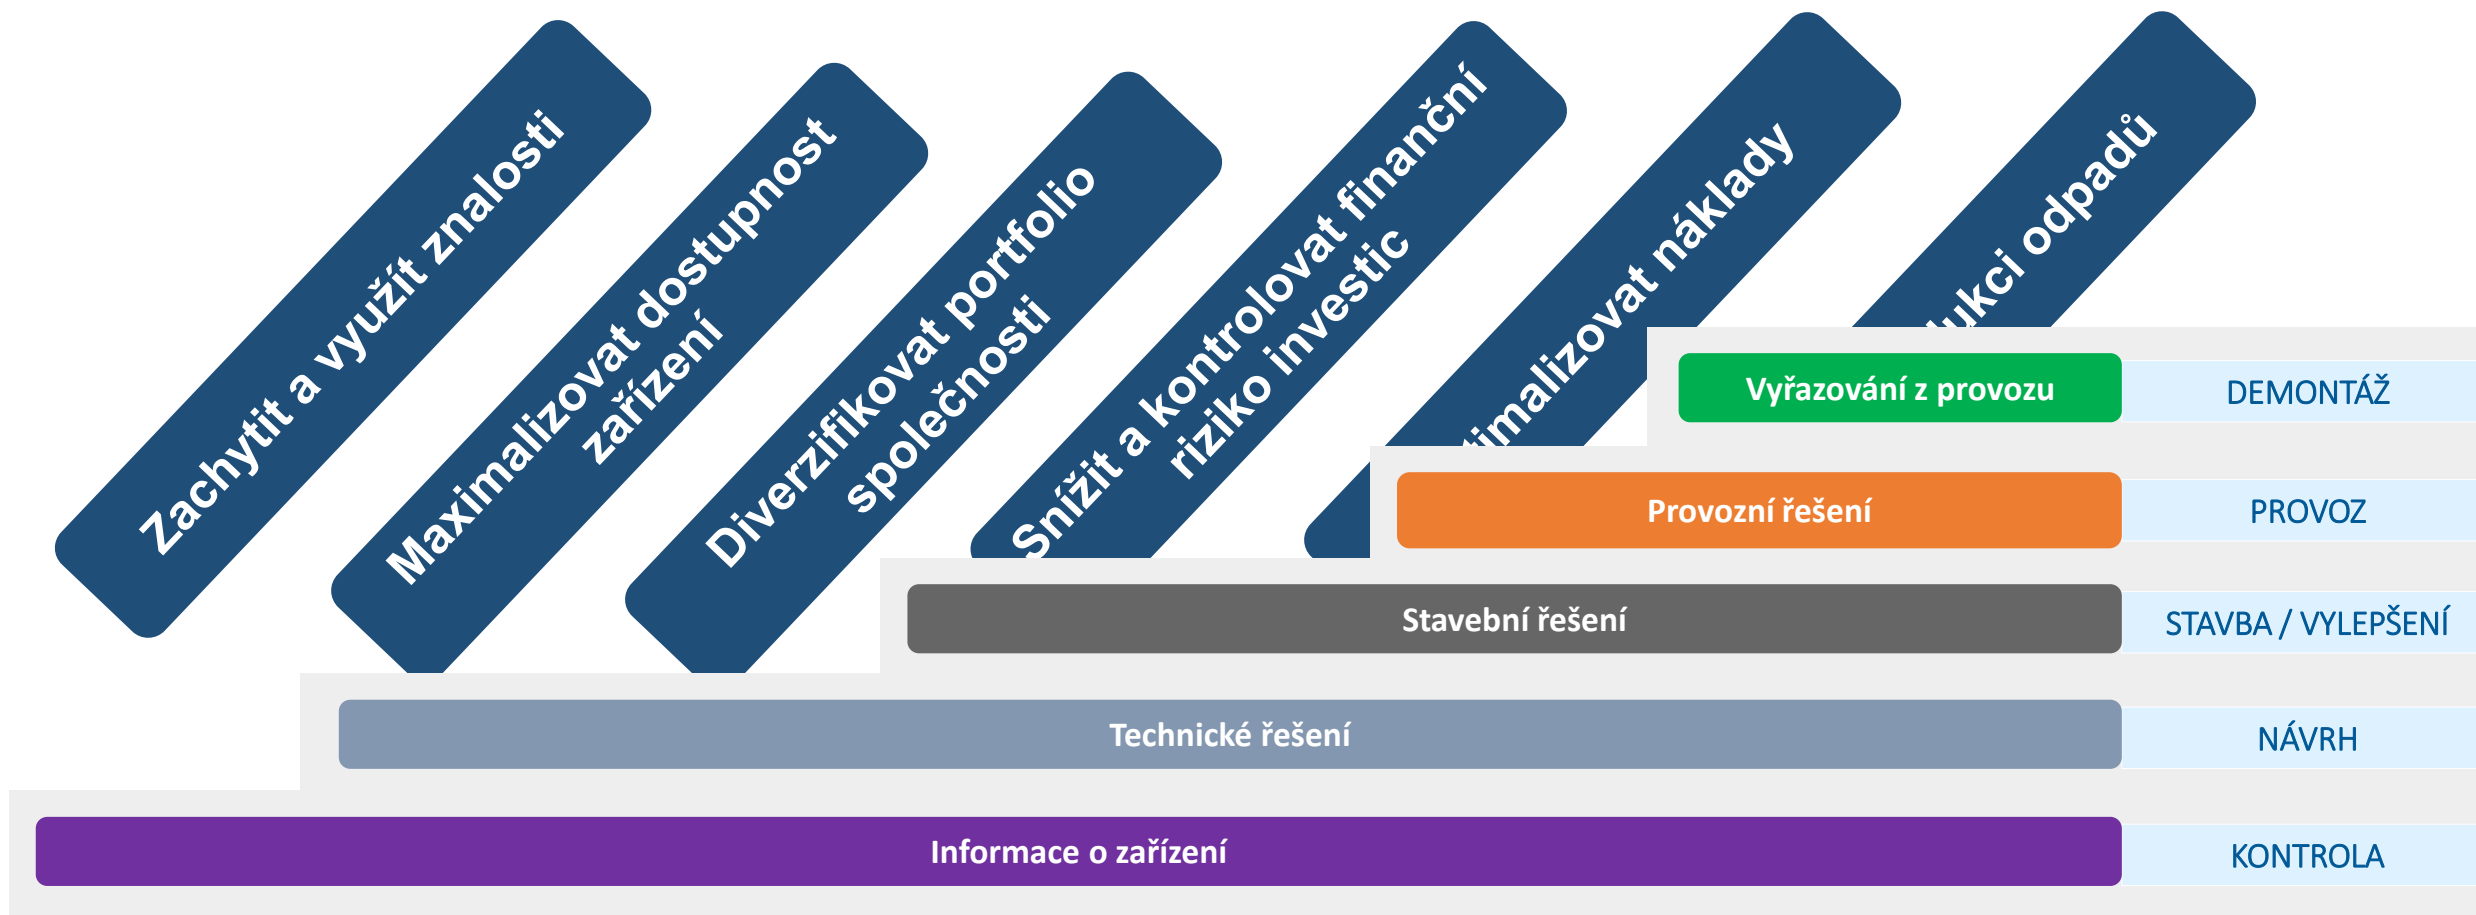 Zachytit a využít znalosti
Maximalizovat dostupnost
zařízení
Diverzifikovat portfolio
společnosti
Snížit a kontrolovat finanční
riziko investic
náklady
odpadů
Vyřazování z provozu
DEMONTÁŽ
Provozní řešení
PROVOZ
Stavební řešení
STAVBA / VYLEPŠENÍ
Technické řešení
NÁVRH
Informace o zařízení
KONTROLA